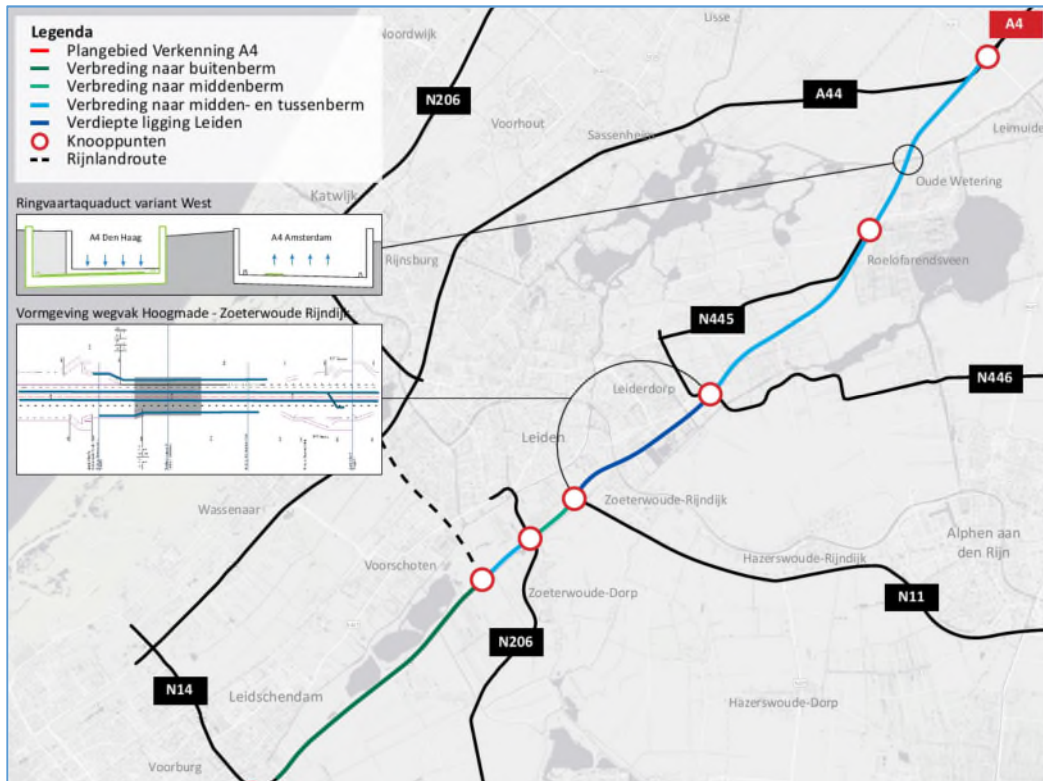 Legenda
Plangebied Verkenning A4
Verbreding naar buitenberm
Verbreding naar middenberm
Verbreding naar midden- en tussenberm
Verdiepte ligging Leiden
Knooppunten
Rijnlandroute
Ringvaartaquaduct variant West
A4 Den Haag
A4 Amsterdam
Vormgeving wegvak Hoogmade - Zoeterwoude Rijndijk
Noordwijk
Lisse
A4
N206
A44
Voorhout
Sassenheim
Leimuide
Katwijk
Oude Wetering
Rijnsburg
Roelofarendsveen
N445
Leiderdorp
N446
Leiden
Zoeterwoude-Rijndijk
Wassenaar
Alphen aan
den Rijn
Voorschoten
Hazerswoude-Rijndijk
Zoeterwoude-Dorp
N11
N206
N14
Leidschendam
Hazerswoude-Dorp
Voorburg